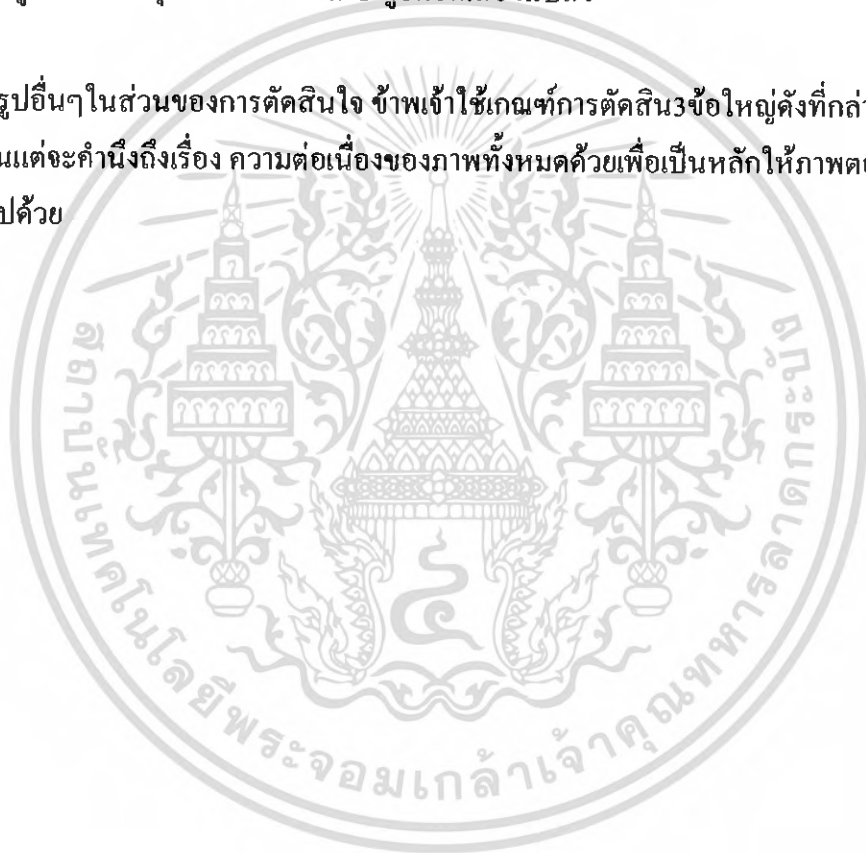 รูปอื่นๆในส่วนของการตัดสินใจ ข้าพเจ้าใช้เกณฑ์การตัดสิน3ข้อใหญ่ดังที่กล่
นแต่จะคำนึงถึงเรื่อง ความต่อเนื่องของภาพทั้งหมดด้วยเพื่อเป็นหลักให้ภาพต
ปด้วย
สถาบันเทคโนโลยีพระจอมเกล้าเจ้าคุณทหารลาดกระบัง